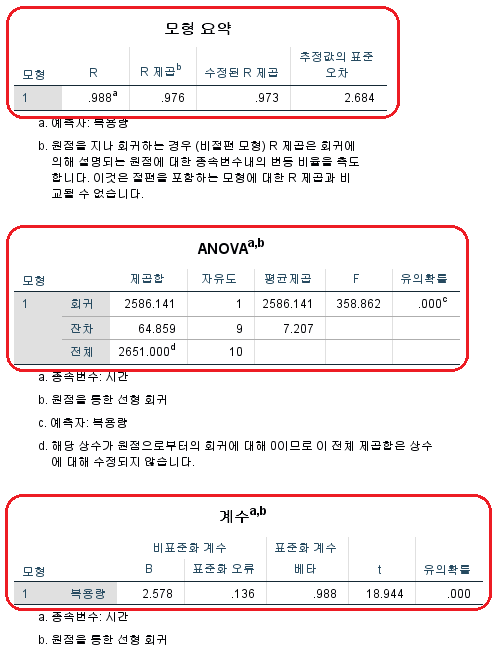 모형 요약
모형 R R 제곱b 수정된 R 제곱 추정값의 표준 오차
1 .988a .976 .973 2.684
a. 예측자: 복용량
b. 원점을 지나 회귀하는 경우 (비절편 모형) R 제곱은 회귀에
의해 설명되는 원점에 대한 종속변수내의 변동 비율을 측도
합니다. 이것은 절편을 포함하는 모형에 대한 R 제곱과 비
교될 수 없습니다.
ANOVAa,b
모형 제곱합 자유도 평균제곱 F 유의확률
1 회귀 2586.141 1 2586.141 358.862 .000c
잔차 64.859 9 7.207
전체 2651.000d 10
a. 종속변수: 시간
b. 원점을 통한 선형 회귀
c. 예측자: 복용량
d. 해당 상수가 원점으로부터의 회귀에 대해 0이므로 이 전체 제곱합은 상수
에 대해 수정되지 않습니다.
계수a,b
비표준화 계수 표준화 계수
모형 B 표준화 오류 베타 t 유의확률
1 복용량 2.578 .136 .988 18.944 .000
a. 종속변수: 시간
b. 원점을 통한 선형 회귀